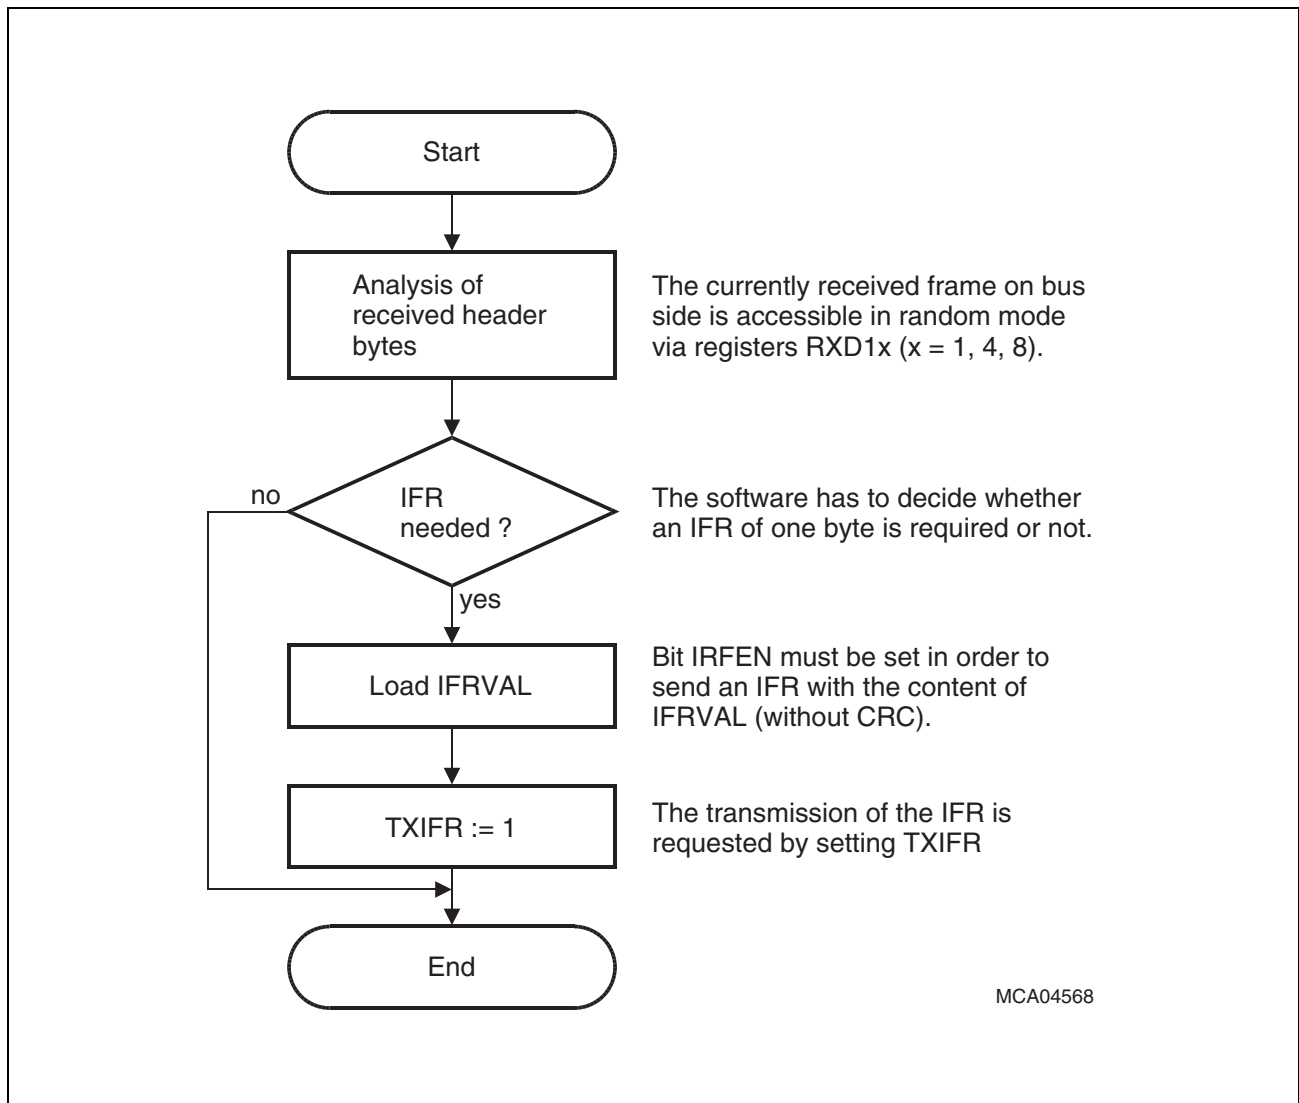 Start
Analysis of
received header
bytes
The currently received frame on bus
side is accessible in random mode
via registers RXD1x (x = 1, 4, 8).
no
IFR
needed ?
The software has to decide whether
an IFR of one byte is required or not.
yes
Load IFRVAL
Bit IRFEN must be set in order to
send an IFR with the content of
IFRVAL (without CRC).
TXIFR := 1
The transmission of the IFR is
requested by setting TXIFR
End
MCA04568